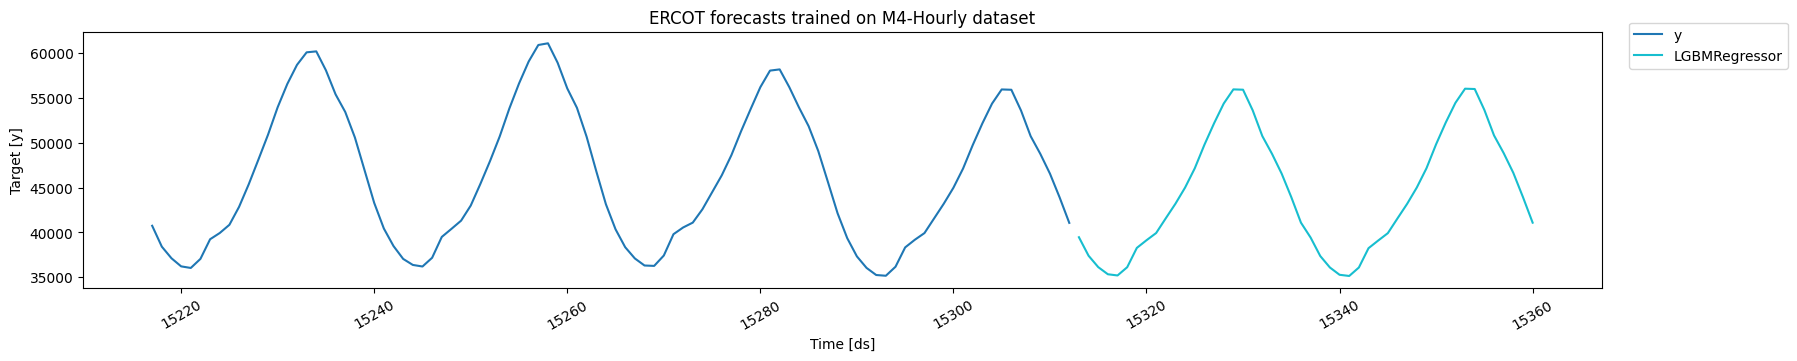 ERCOT forecasts trained on M4-Hourly dataset
y
LGBMRegressor
Target [y]
60000
55000
50000
45000
40000
35000
15220
15240
15260
15280
15300
15320
15340
15360
Time [ds]